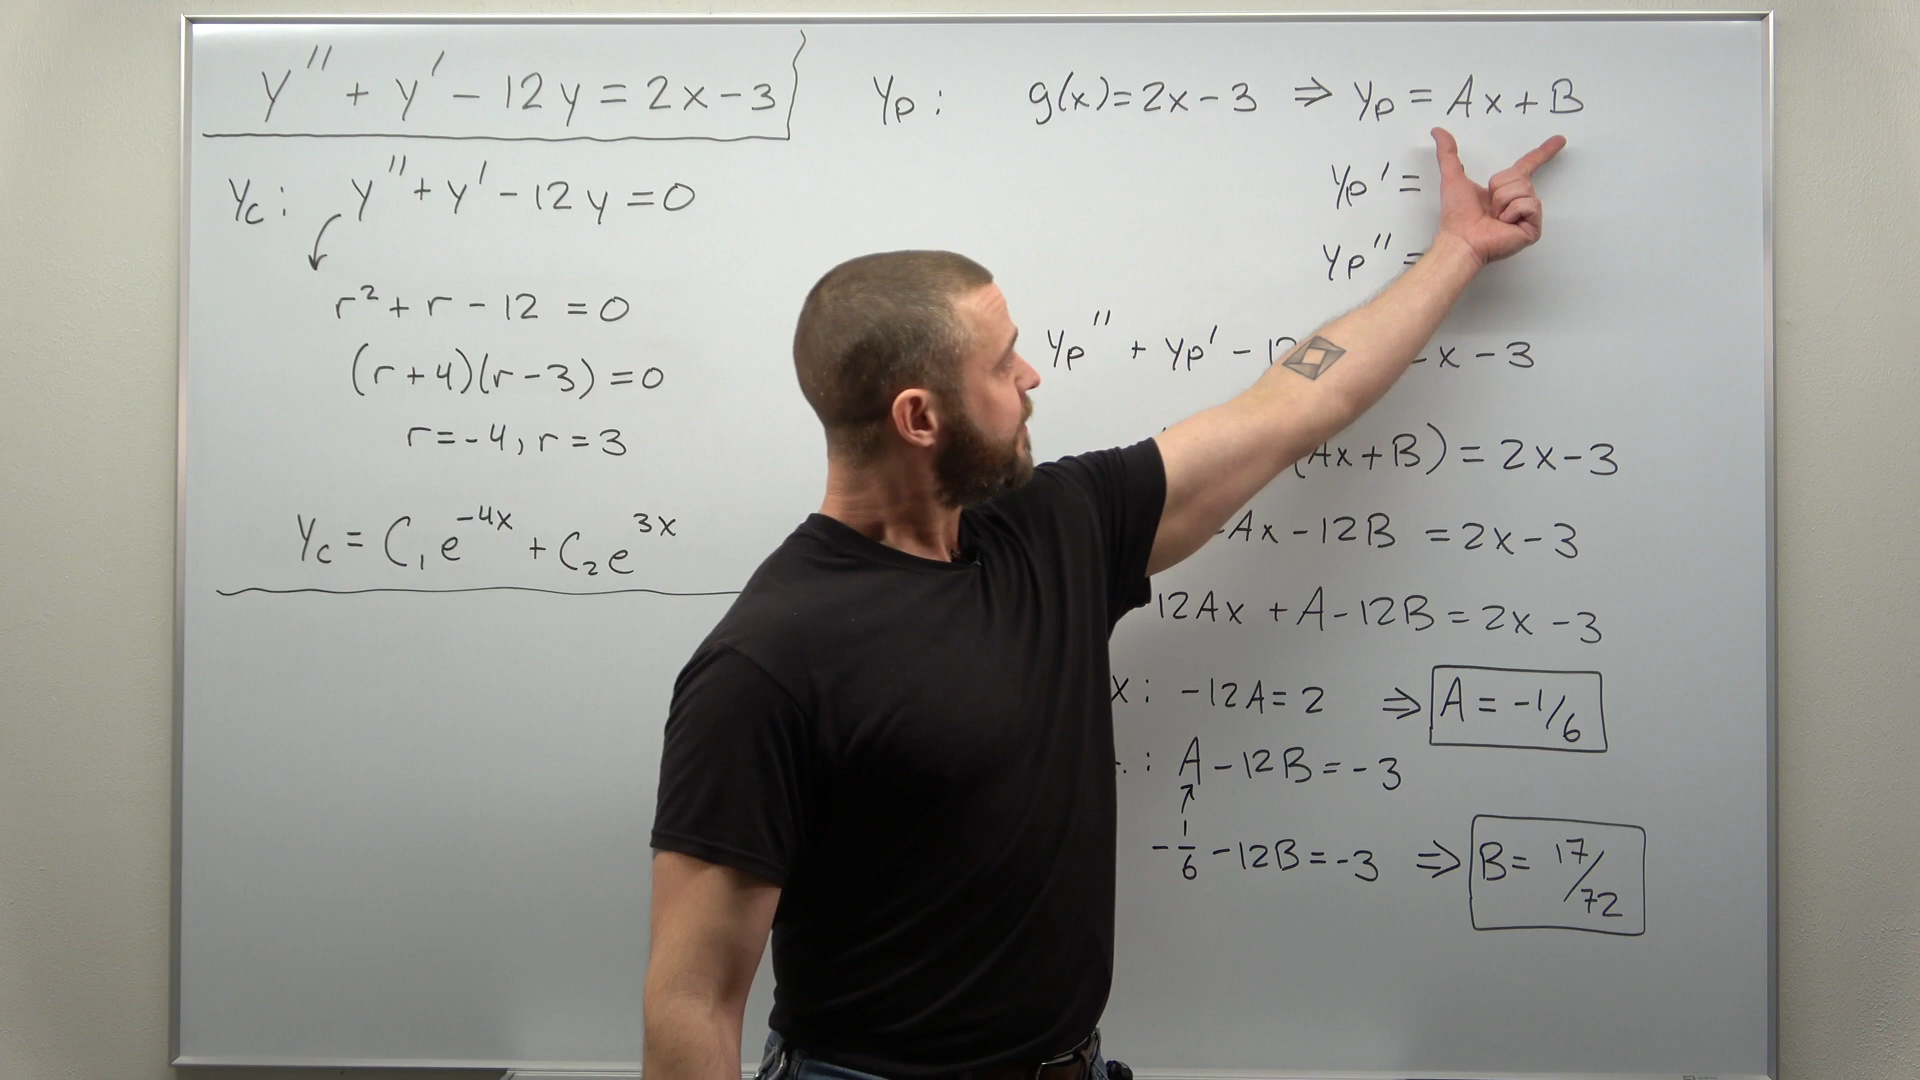 y'' + y' - 12y = 2x - 3
yc: y'' + y' - 12y = 0
r² + r - 12 = 0
(r + 4)(r - 3) = 0
r = -4, r = 3
yc = C₁e^-4x + C₂e^3x
yp: g(x) = 2x - 3 ⇒ yp = Ax + B
yp' =
yp'' =
yp'' + yp' - 1 x - 3
(Ax + B) = 2x - 3
Ax - 12B = 2x - 3
12Ax + A - 12B = 2x - 3
x: -12A = 2 ⇒ A = -1/6
: A - 12B = -3
↑
-1/6 - 12B = -3 ⇒ B = 17/72